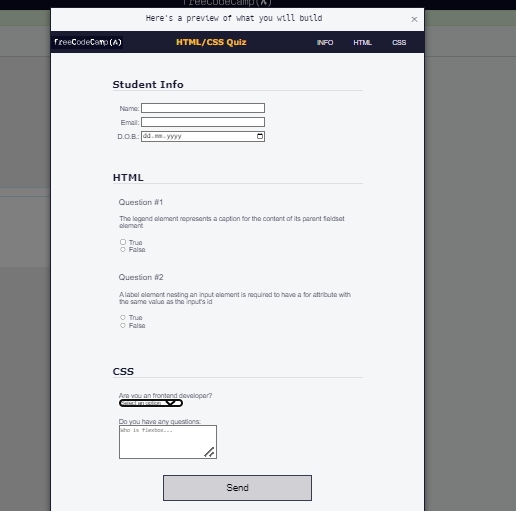 freeCodeCamp(A)
Here's a preview of what you will build
×
freeCodeCamp(A)
HTML/CSS Quiz
INFO
HTML
CSS
Student Info
Name:
Email:
D.O.B.:
dd.mm.yyyy
HTML
Question #1
The legend element represents a caption for the content of its parent fieldset
element
True
False
Question #2
A label element nesting an input element is required to have a for attribute with
the same value as the input's id
True
False
CSS
Are you an frontend developer?
Select an option
Do you have any questions:
Who is flexbox...
Send